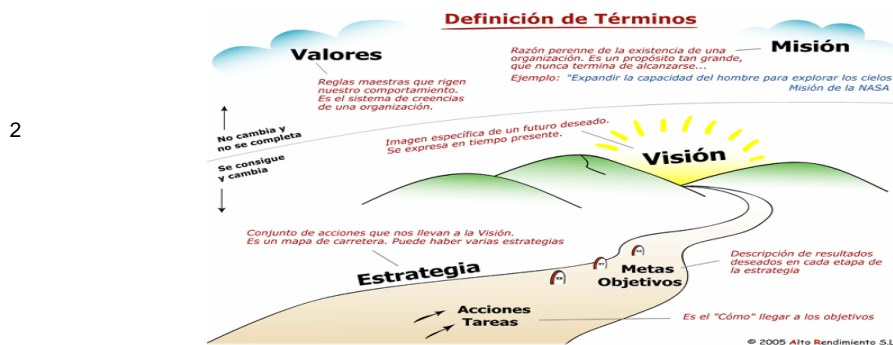 Definición de Términos
Valores
Reglas maestras que rigen
nuestro comportamiento.
Es el sistema de creencias
de una organización.
Razón perenne de la existencia de una
organización. Es un propósito tan grande,
que nunca termina de alcanzarse...
Misión
Ejemplo: "Expandir la capacidad del hombre para explorar los cielos
Misión de la NASA
2
No cambia y
no se completa
Se consigue
y cambia
Imagen específica de un futuro deseado.
Se expresa en tiempo presente.
Visión
Conjunto de acciones que nos llevan a la Visión.
Es un mapa de carretera. Puede haber varias estrategias
Estrategia
Metas
Objetivos
Descripción de resultados
deseados en cada etapa de
la estrategia
Acciones
Tareas
Es el "Cómo" llegar a los objetivos
© 2005 Alto Rendimiento S.L